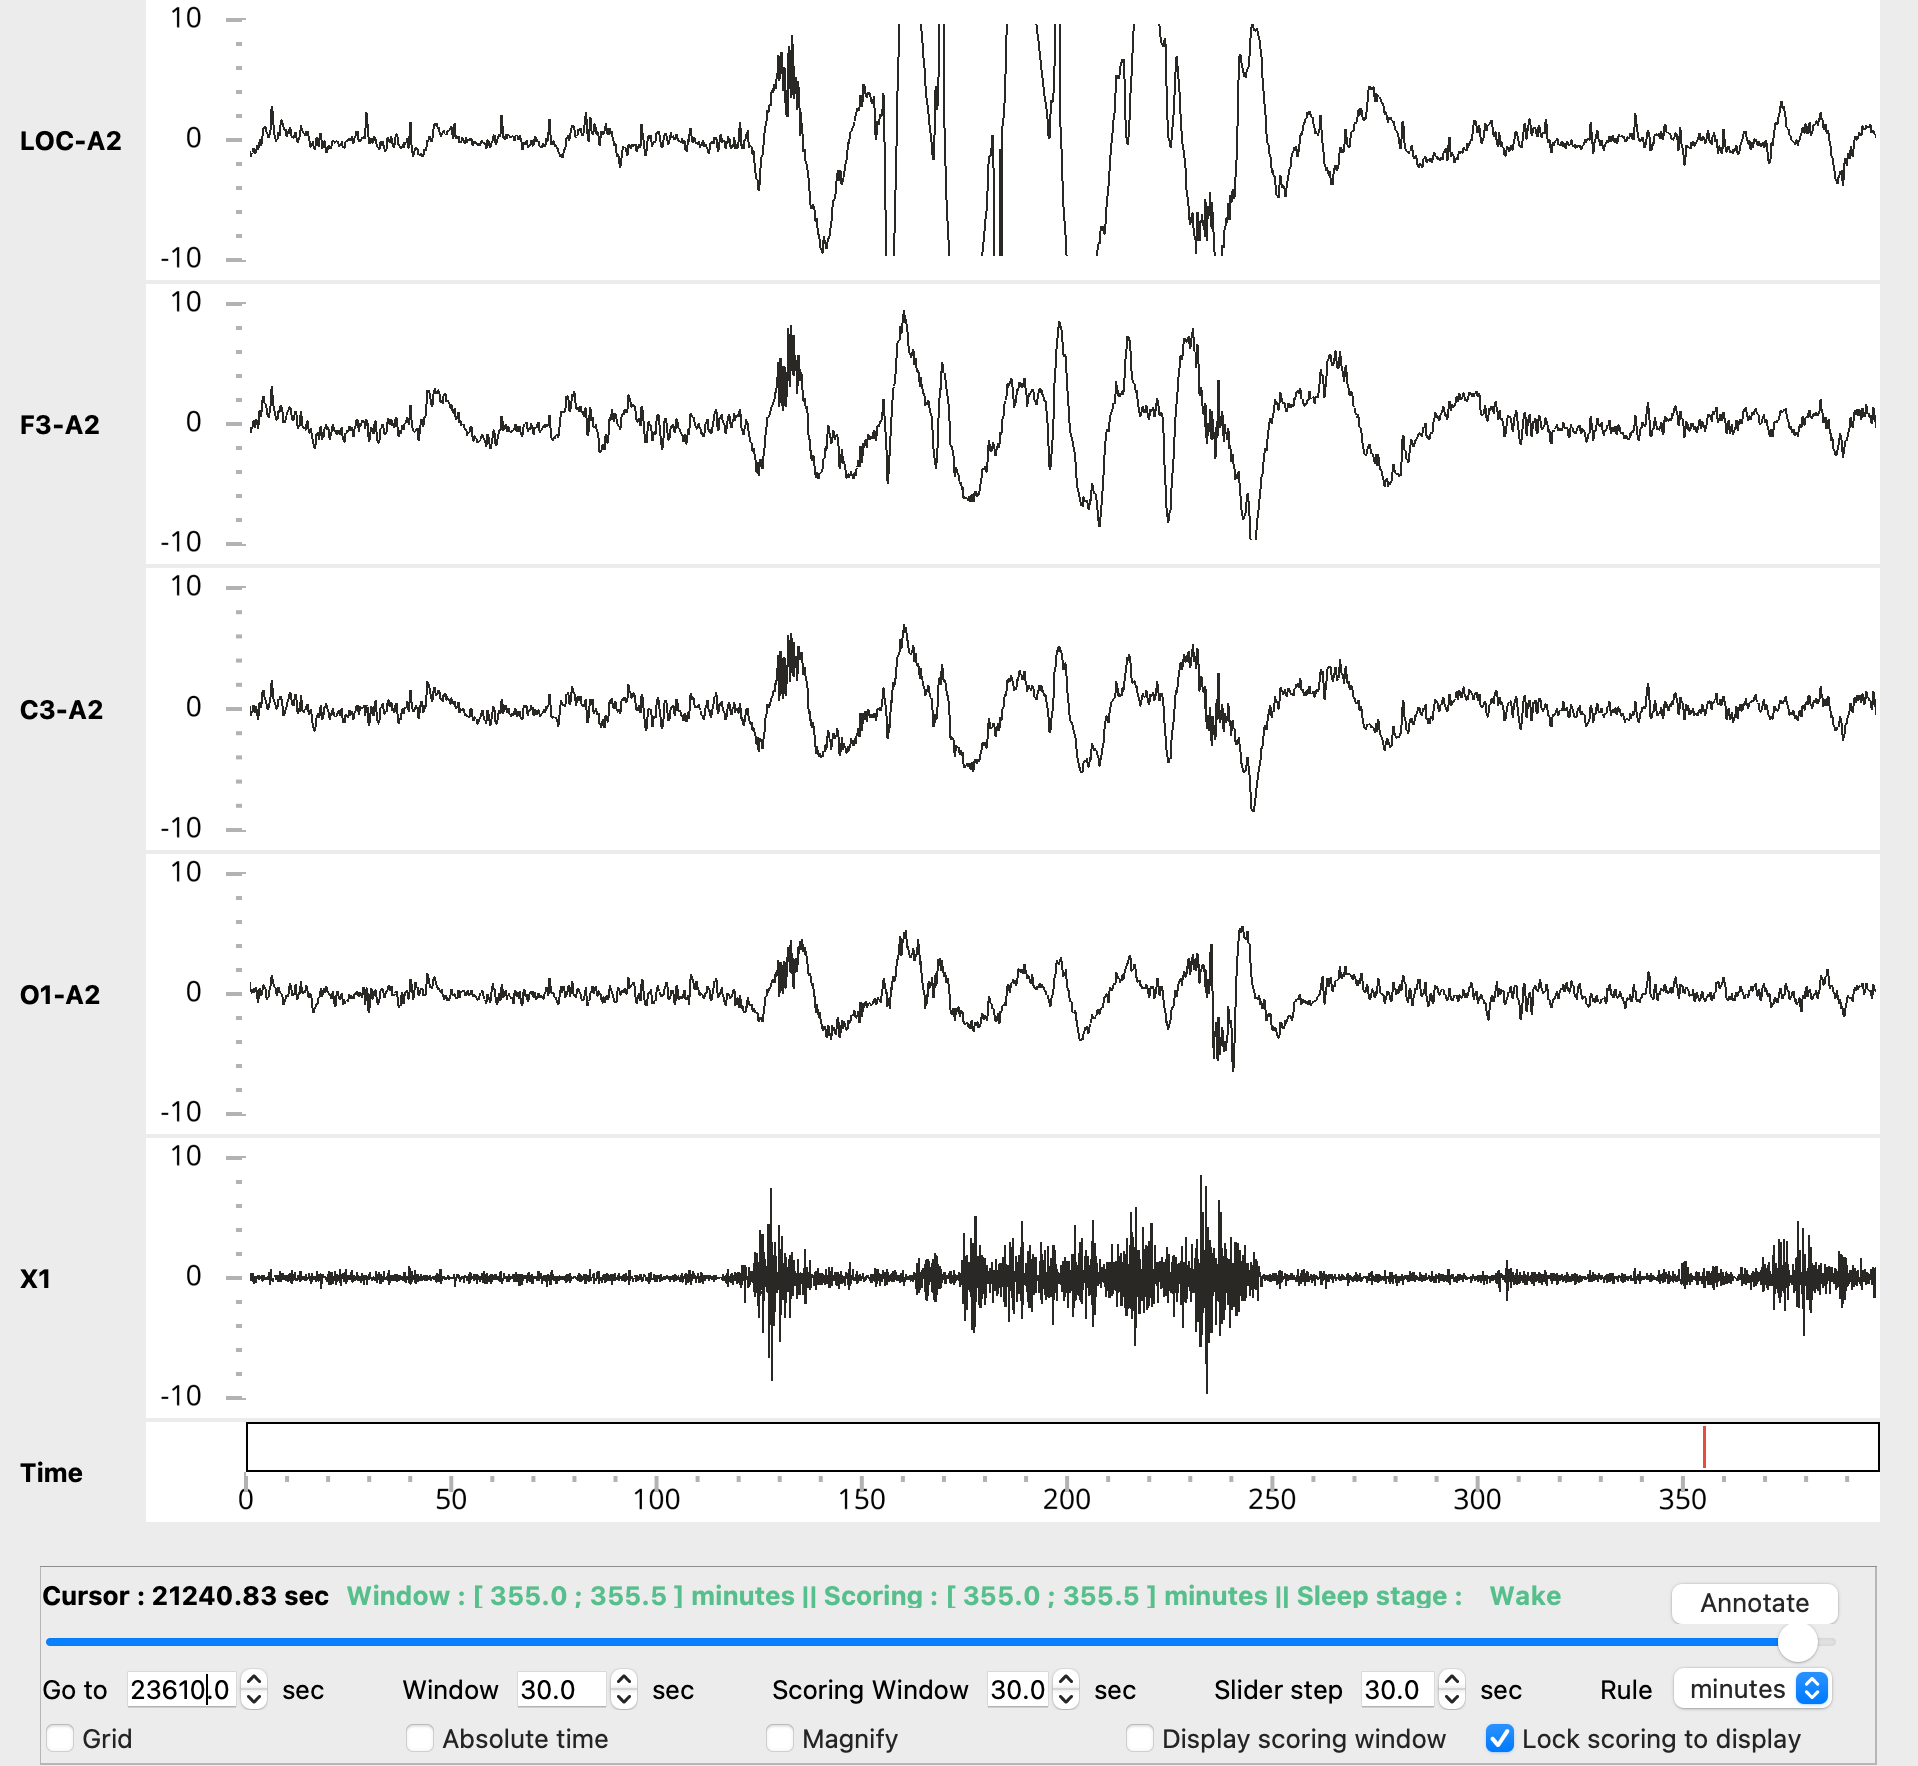 10
LOC-A2
0
-10
10
F3-A2
0
-10
10
C3-A2
0
-10
10
O1-A2
0
-10
10
X1
0
-10
Time
0 50 100 150 200 250 300 350
Cursor : 21240.83 sec Window : [ 355.0 ; 355.5 ] minutes || Scoring : [ 355.0 ; 355.5 ] minutes || Sleep stage : Wake
Annotate
Go to 23610.0 sec Window 30.0 sec Scoring Window 30.0 sec Slider step 30.0 sec Rule minutes
Grid Absolute time Magnify Display scoring window Lock scoring to display